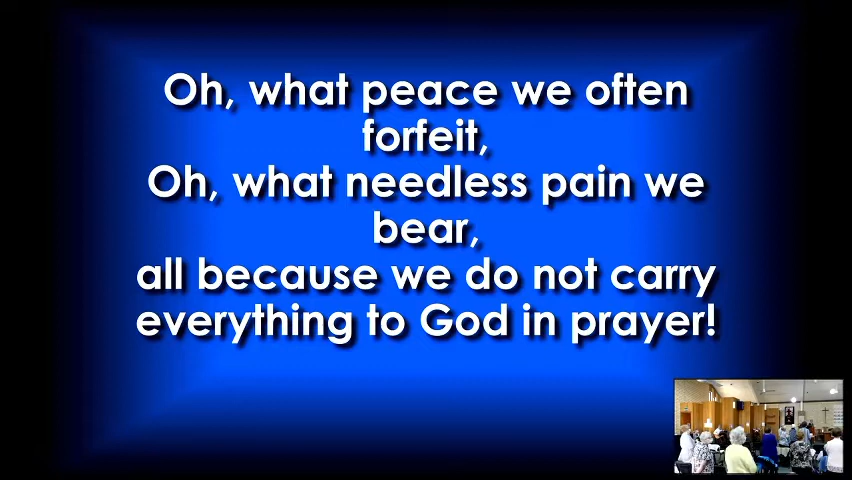 Oh, what peace we often
forfeit,
Oh, what needless pain we
bear,
all because we do not carry
everything to God in prayer!